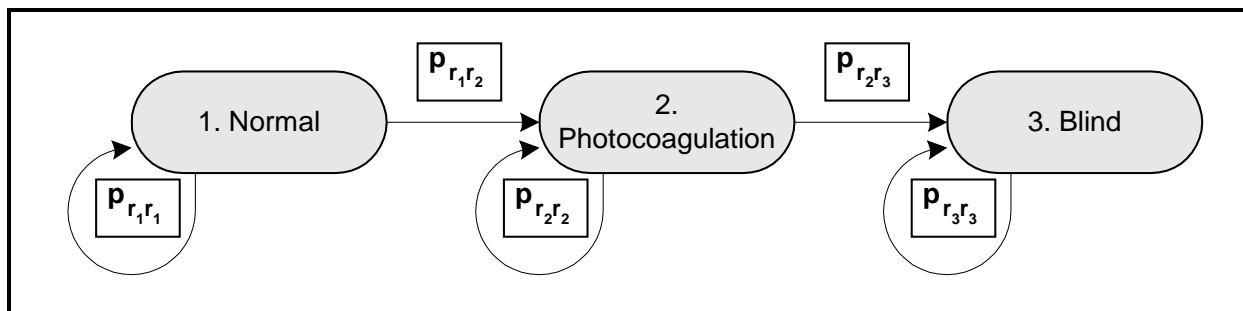 p r₁r₂
p r₂r₃
1. Normal
2.
Photocoagulation
3. Blind
p r₁r₁
p r₂r₂
p r₃r₃